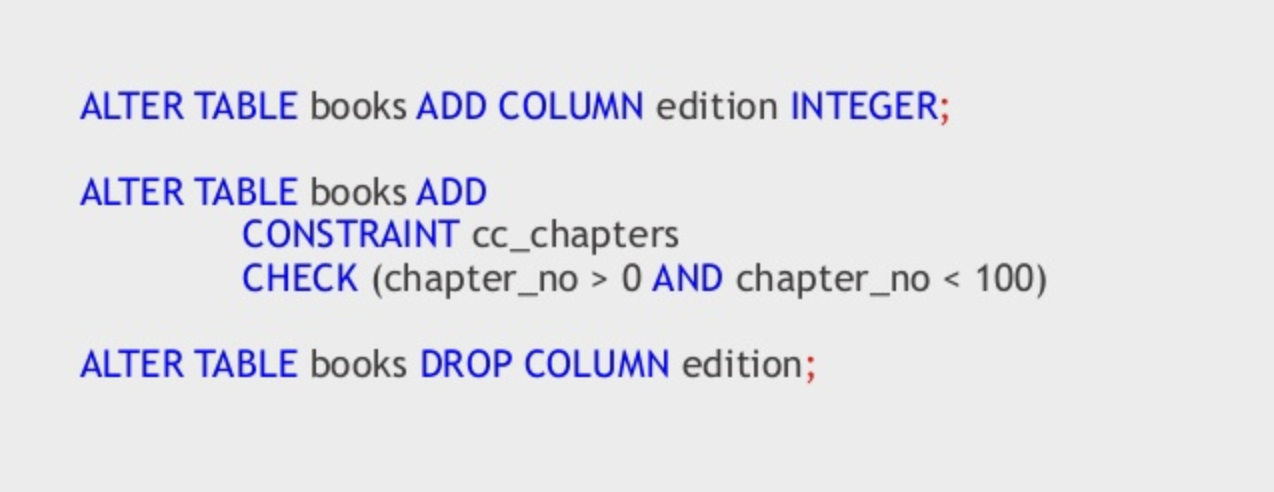 ALTER TABLE books ADD COLUMN edition INTEGER;
ALTER TABLE books ADD
CONSTRAINT cc_chapters
CHECK (chapter_no > 0 AND chapter_no < 100)
ALTER TABLE books DROP COLUMN edition;